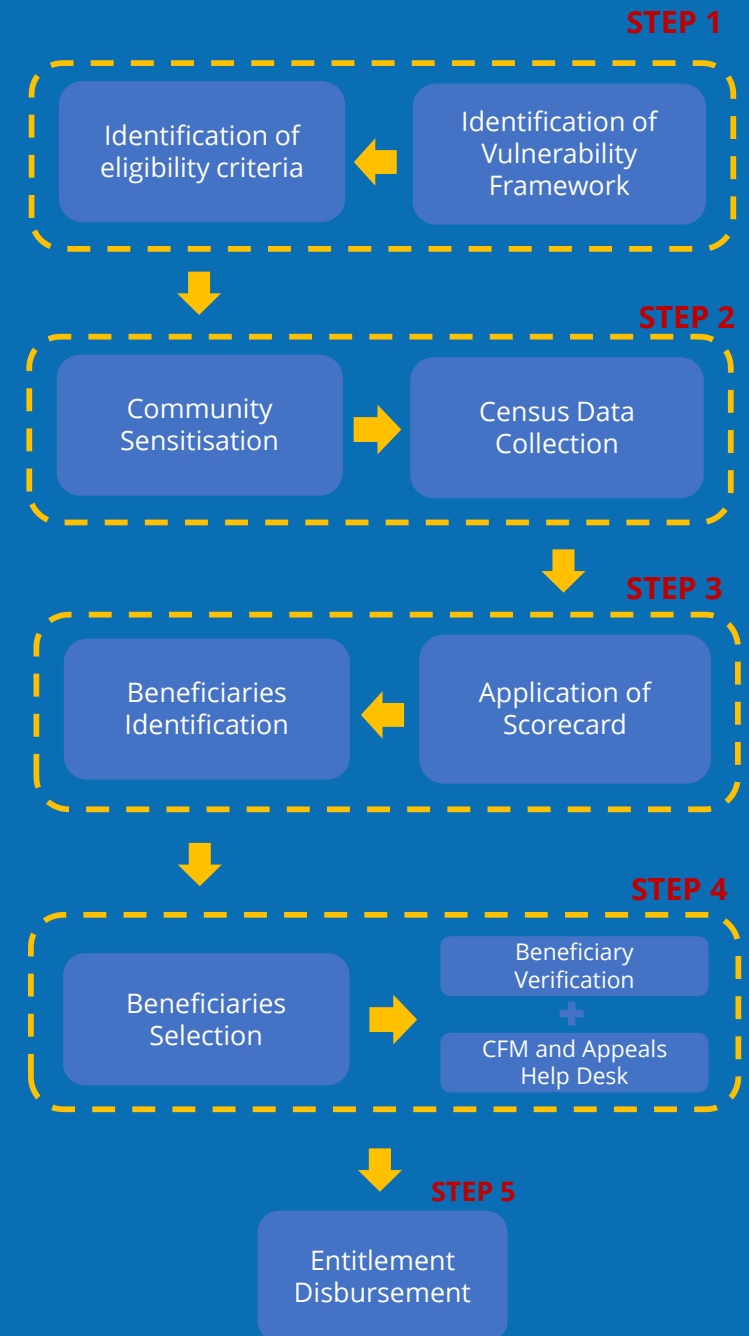 STEP 1
Identification of
eligibility criteria
Identification of
Vulnerability
Framework
STEP 2
Community
Sensitisation
Census Data
Collection
STEP 3
Beneficiaries
Identification
Application of
Scorecard
STEP 4
Beneficiaries
Selection
Beneficiary
Verification
CFM and Appeals
Help Desk
STEP 5
Entitlement
Disbursement